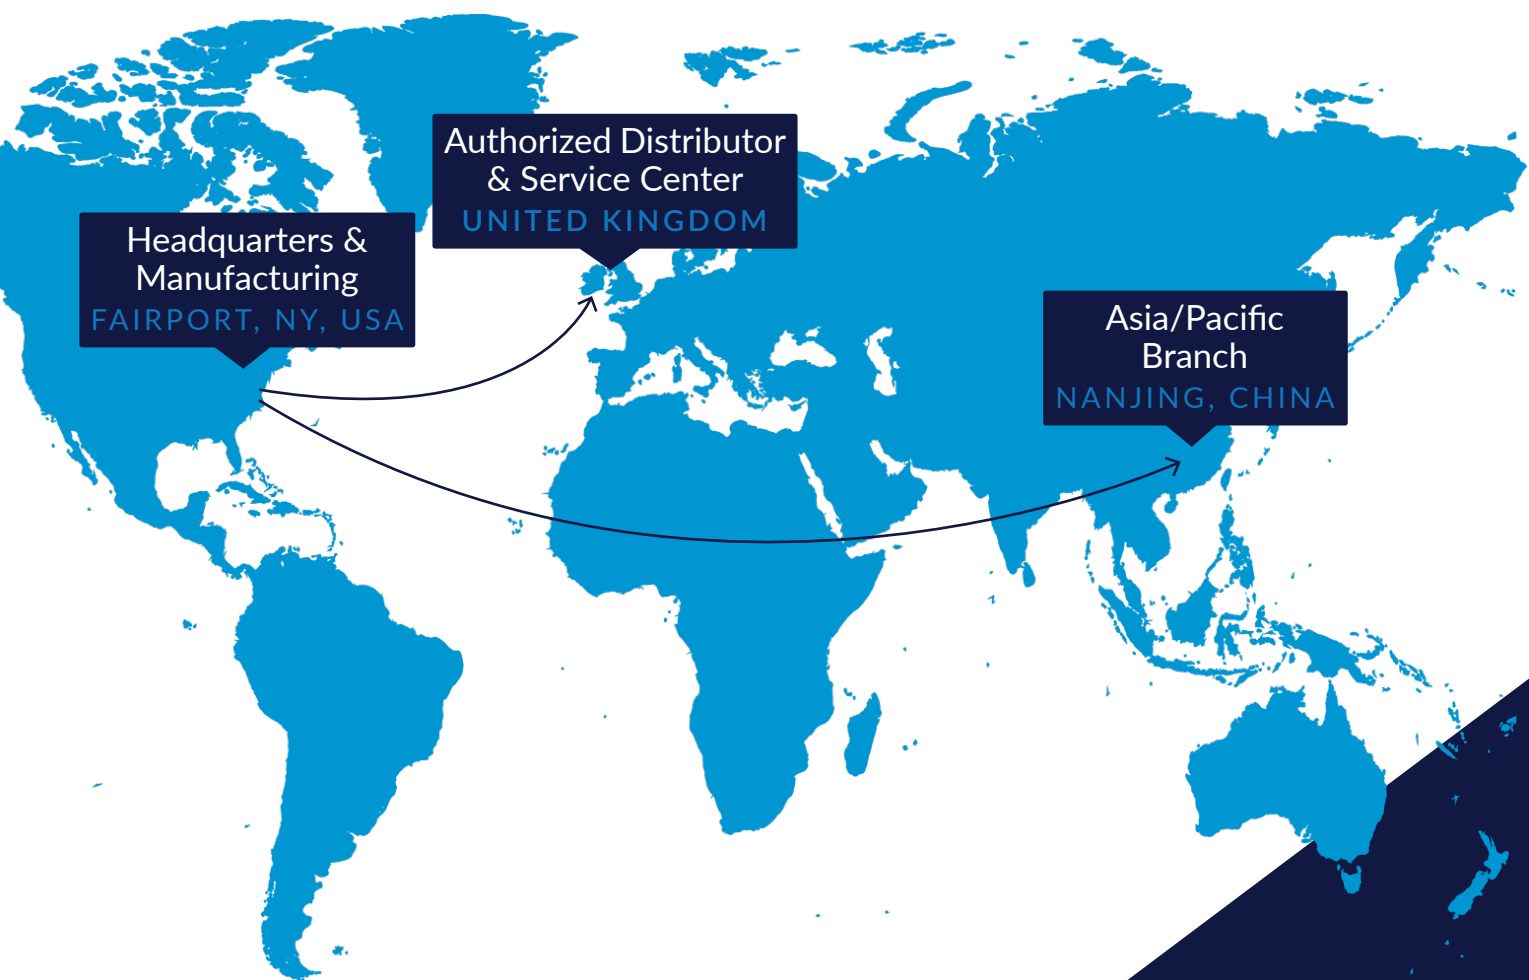 Authorized Distributor
& Service Center
UNITED KINGDOM
Headquarters &
Manufacturing
FAIRPORT, NY, USA
Asia/Pacific
Branch
NANJING, CHINA